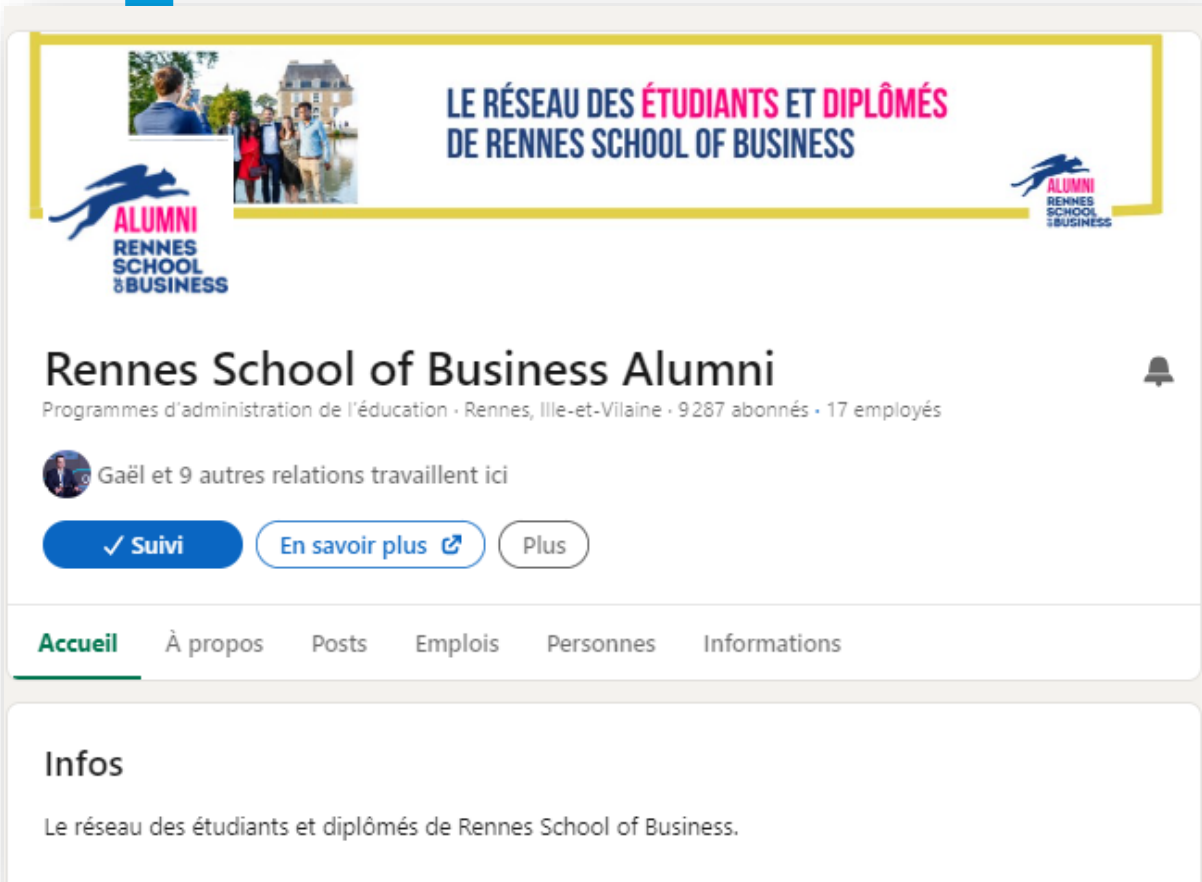 LE RÉSEAU DES ÉTUDIANTS ET DIPLÔMÉS
DE RENNES SCHOOL OF BUSINESS
ALUMNI
RENNES
SCHOOL
OF BUSINESS
ALUMNI
RENNES
SCHOOL
OF BUSINESS
Rennes School of Business Alumni
Programmes d'administration de l'éducation · Rennes, Ille-et-Vilaine · 9 287 abonnés · 17 employés
Gaël et 9 autres relations travaillent ici
✓ Suivi En savoir plus Plus
Accueil À propos Posts Emplois Personnes Informations
Infos
Le réseau des étudiants et diplômés de Rennes School of Business.